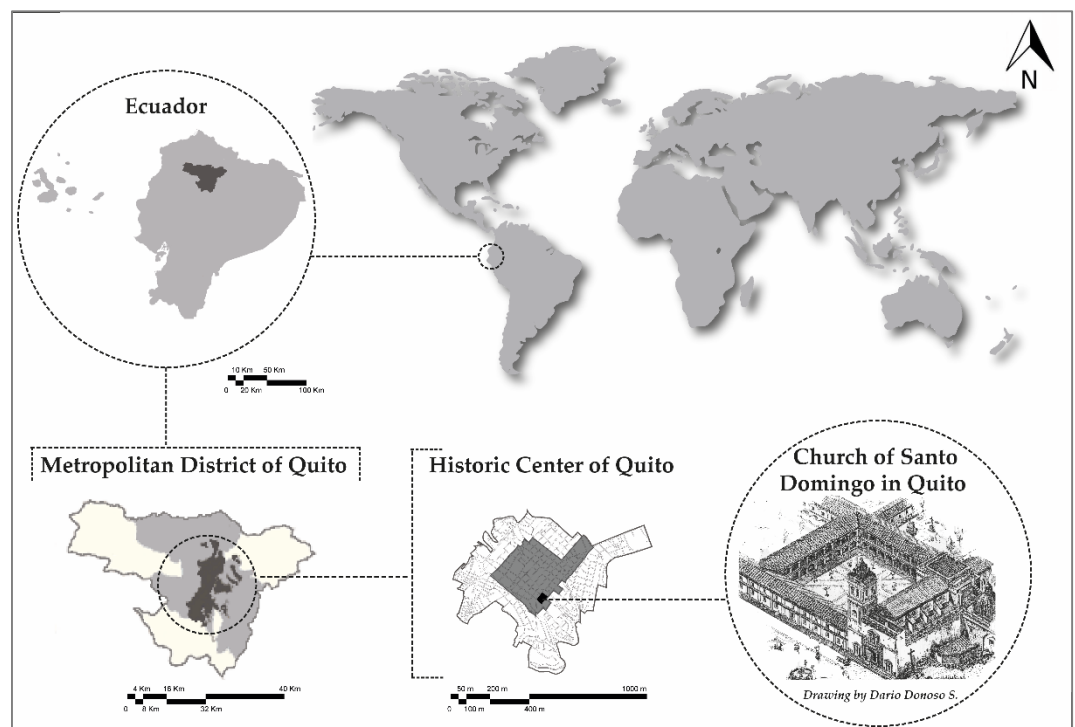 N
Ecuador
10 Km 50 Km
0 20 Km 100 Km
Metropolitan District of Quito
4 Km 16 Km 40 Km
0 8 Km 32 Km
Historic Center of Quito
50 m 200 m 1000 m
0 100 m 400 m
Church of Santo
Domingo in Quito
Drawing by Dario Donoso S.